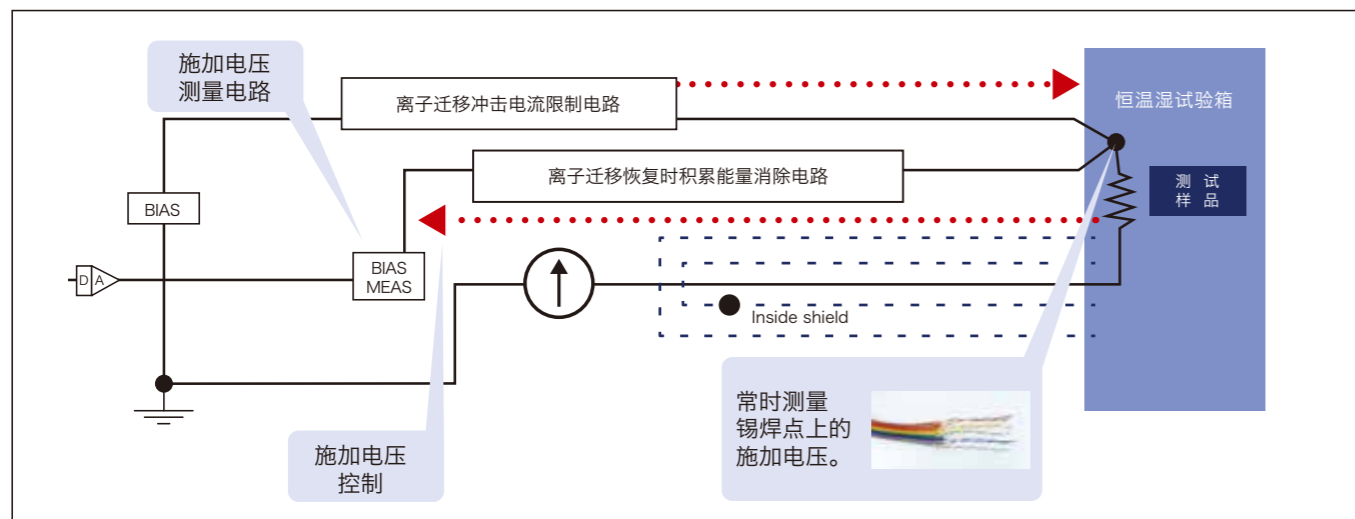 施加电压
测量电路
离子迁移冲击电流限制电路
恒温湿试验箱
离子迁移恢复时积累能量消除电路
测 试
样 品
BIAS
BIAS
MEAS
D A
Inside shield
常时测量
锡焊点上的
施加电压。
施加电压
控制